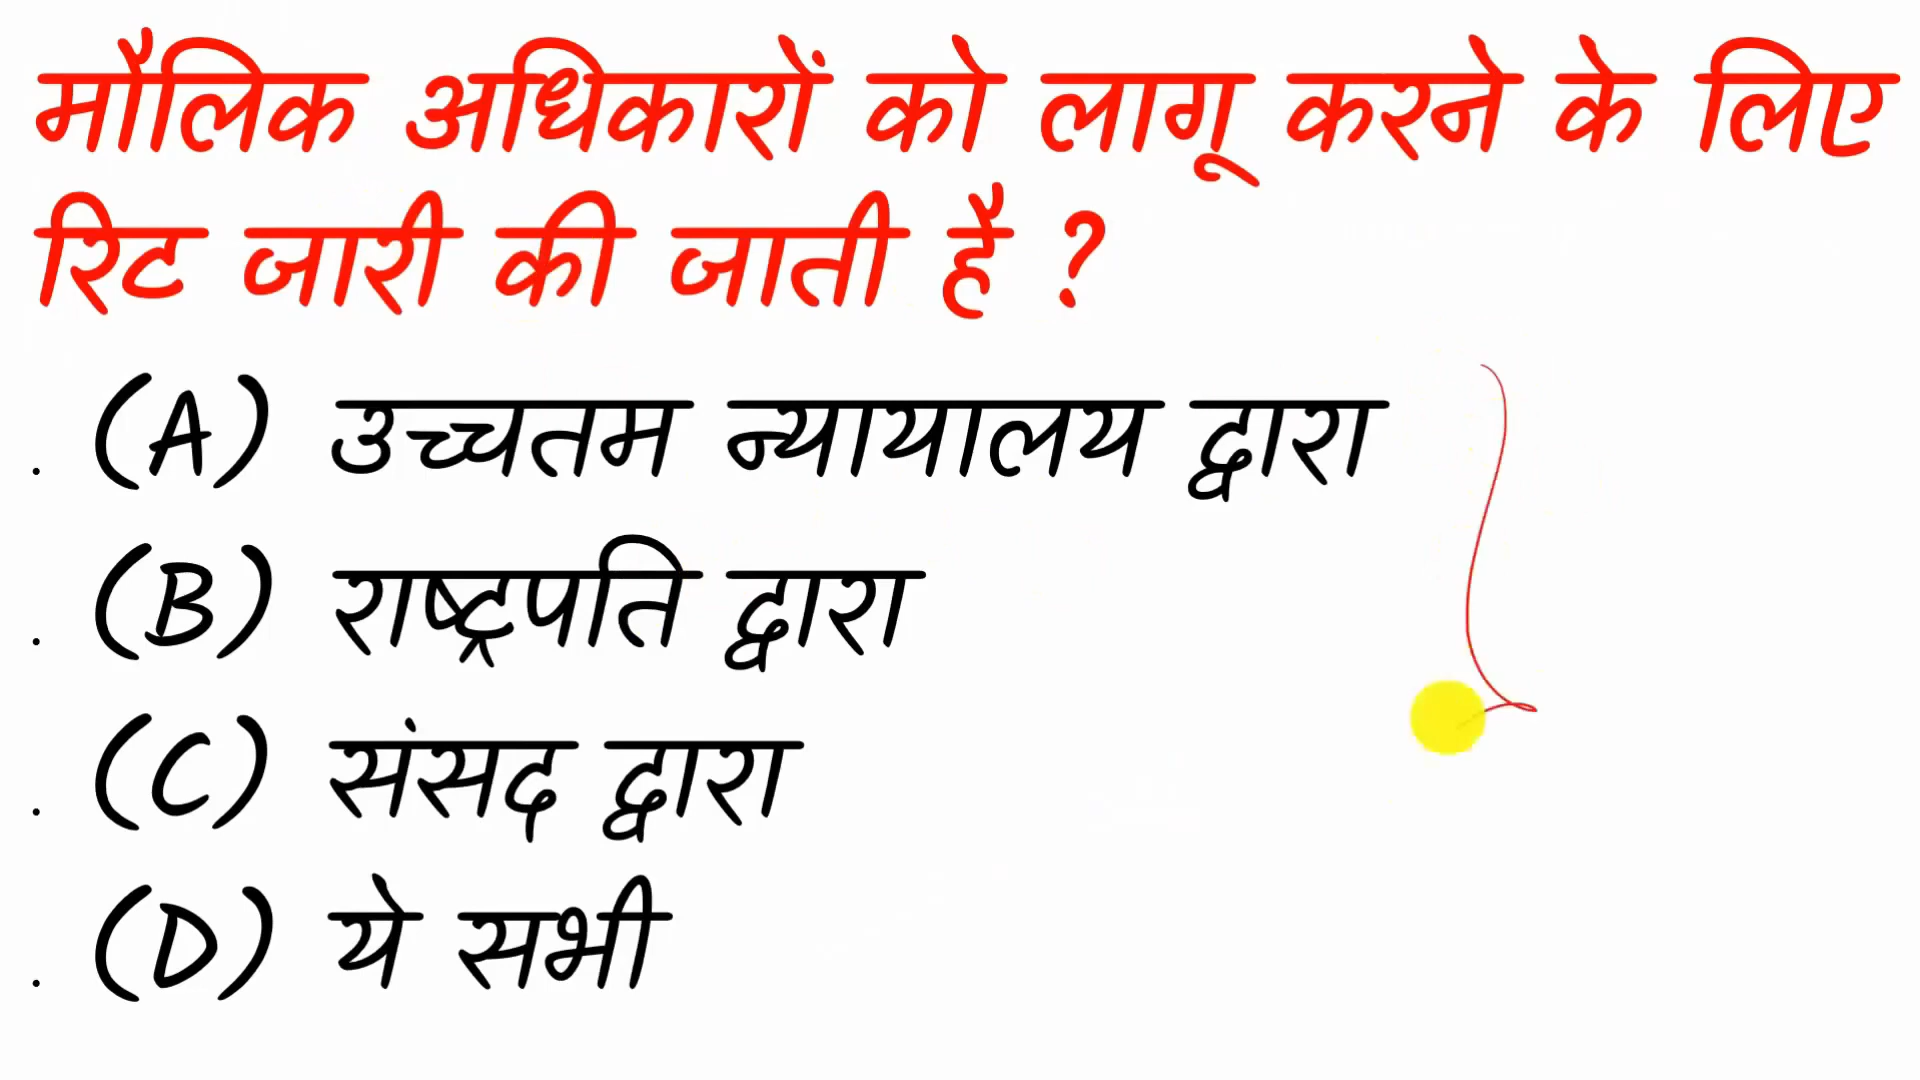 मौलिक अधिकारों को लागू करने के लिए
रिट जारी की जाती है ?
. (A) उच्चतम न्यायालय द्वारा
. (B) राष्ट्रपति द्वारा
. (C) संसद द्वारा
. (D) ये सभी